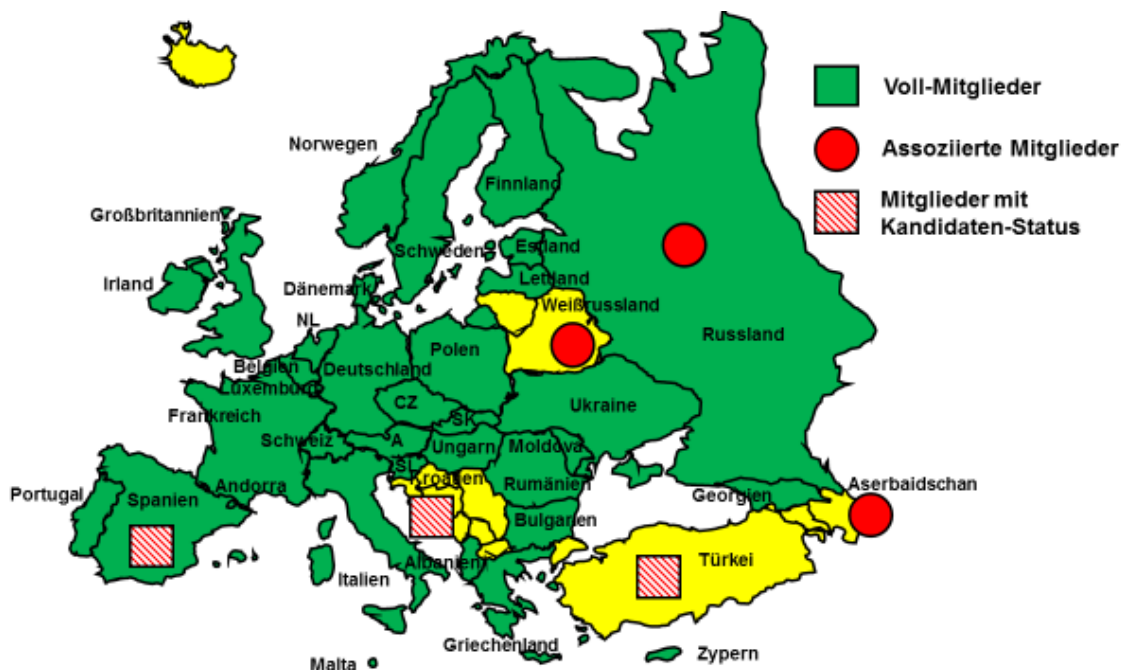 Voll-Mitglieder
Assoziierte Mitglieder
Mitglieder mit
Kandidaten-Status
Norwegen
Finnland
Großbritannien
Schweden
Estland
Irland
Dänemark
Lettland
Weißrussland
NL
Russland
Polen
Belgien
Deutschland
Luxemburg
CZ
Ukraine
Frankreich
SK
Schweiz
A
Ungarn
Moldova
SL
Kroatien
Portugal
Spanien
Andorra
Rumänien
Georgien
Aserbaidschan
Bulgarien
Albanien
Türkei
Italien
Griechenland
Zypern
Malta